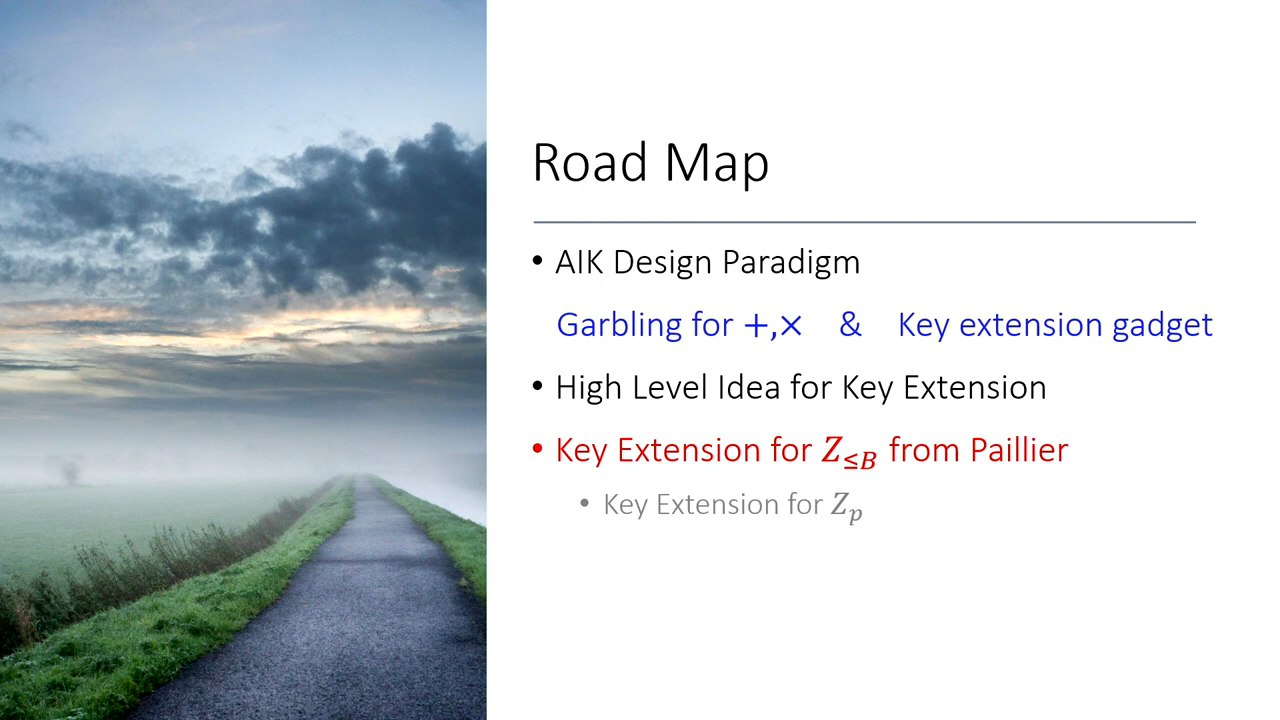 Road Map
• AIK Design Paradigm
Garbling for +,× & Key extension gadget
• High Level Idea for Key Extension
• Key Extension for $Z_{\leq B}$ from Paillier
• Key Extension for $Z_p$